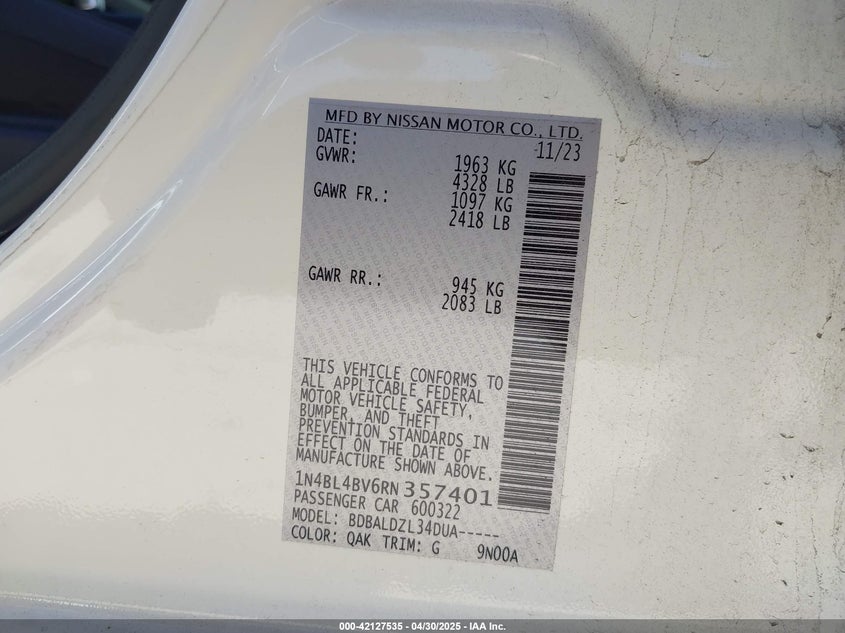 MFD BY NISSAN MOTOR CO., LTD.
DATE: 11/23
GVWR: 1963 KG
4328 LB
GAWR FR.: 1097 KG
2418 LB
GAWR RR.: 945 KG
2083 LB
THIS VEHICLE CONFORMS TO
ALL APPLICABLE FEDERAL
MOTOR VEHICLE SAFETY,
BUMPER, AND THEFT
PREVENTION STANDARDS IN
EFFECT ON THE DATE OF
MANUFACTURE SHOWN ABOVE.
1N4BL4BV6RN357401
PASSENGER CAR 600322
MODEL: BDBALDZL34DUA-----
COLOR: QAK TRIM: G 9N00A
000-42127535 - 04/30/2025 - IAA Inc.